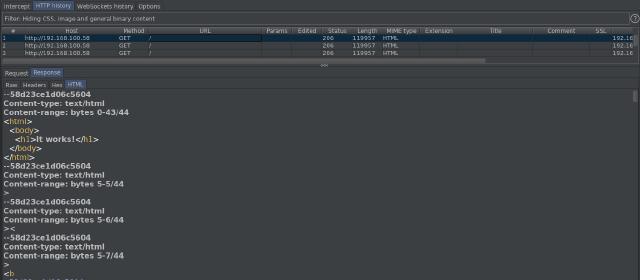 Intercept HTTP history WebSockets history Options
Filter: Hiding CSS, image and general binary content
# Host Method URL Params Edited Status Length MIME type Extension Title Comment SSL
1 http://192.168.100.58 GET / 206 119957 HTML 192.16
2 http://192.168.100.58 GET / 206 119957 HTML 192.16
3 http://192.168.100.58 GET / 206 119957 HTML 192.16
Request Response
Raw Headers Hex HTML
--58d23ce1d06c5604
Content-type: text/html
Content-range: bytes 0-43/44
<html>
<body>
<h1>It works!</h1>
</body>
</html>
--58d23ce1d06c5604
Content-type: text/html
Content-range: bytes 5-5/44
>
--58d23ce1d06c5604
Content-type: text/html
Content-range: bytes 5-6/44
><
--58d23ce1d06c5604
Content-type: text/html
Content-range: bytes 5-7/44
>
<b